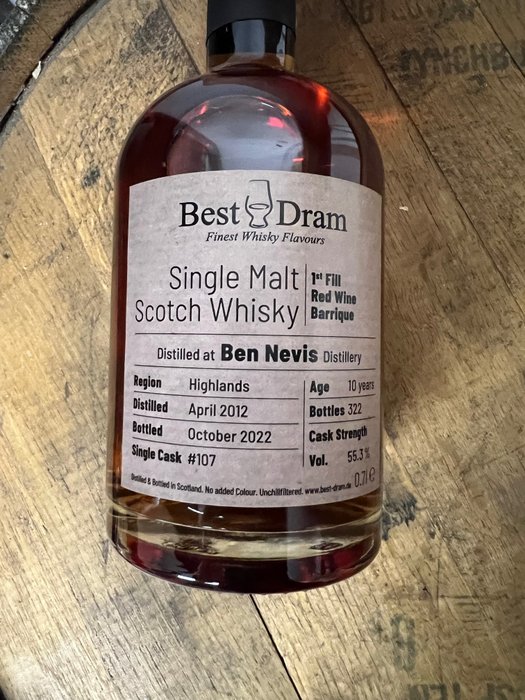 Best Dram
Finest Whisky Flavours
Single Malt
Scotch Whisky
1st Fill
Red Wine
Barrique
Distilled at Ben Nevis Distillery
Region Highlands
Distilled April 2012
Bottled October 2022
Single Cask #107
Age 10 years
Bottles 322
Cask Strength
Vol. 55.3 %
Distilled & Bottled in Scotland. No added Colour. Unchillfiltered. www.best-dram.de 0.7l e